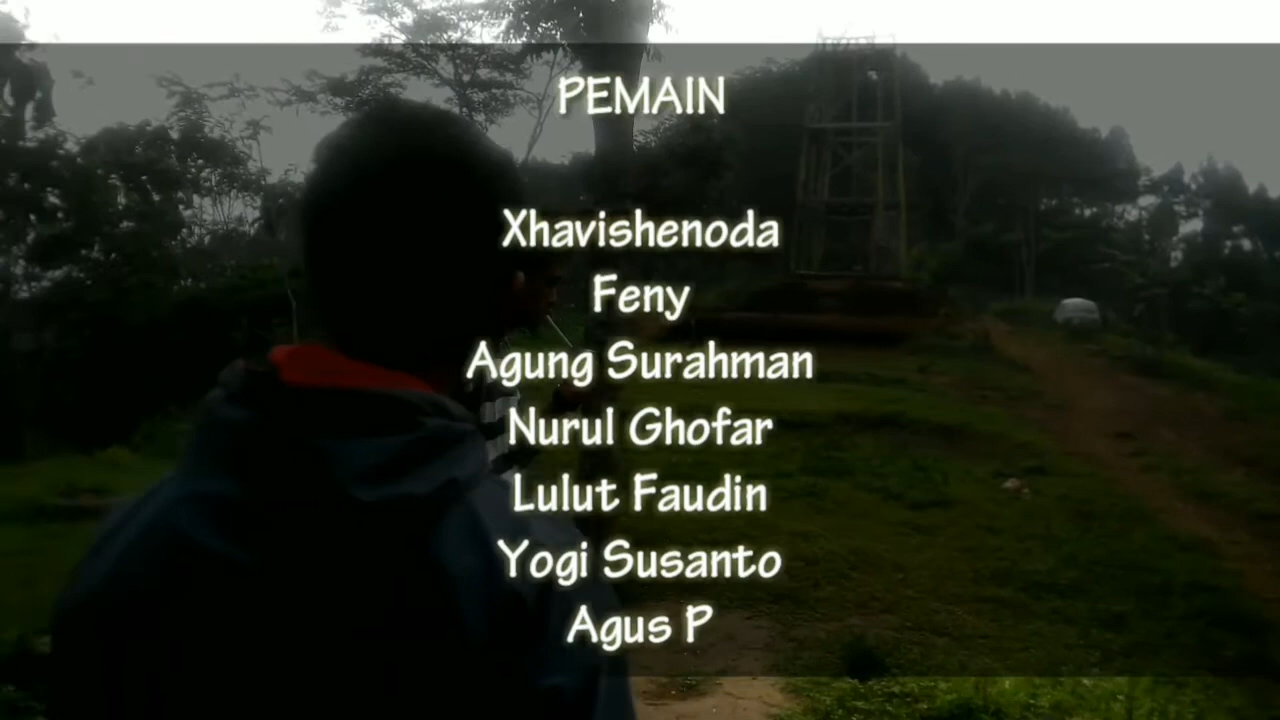 PEMAIN
Xhavishenoda
Feny
Agung Surahman
Nurul Ghofar
Lulut Faudin
Yogi Susanto
Agus P